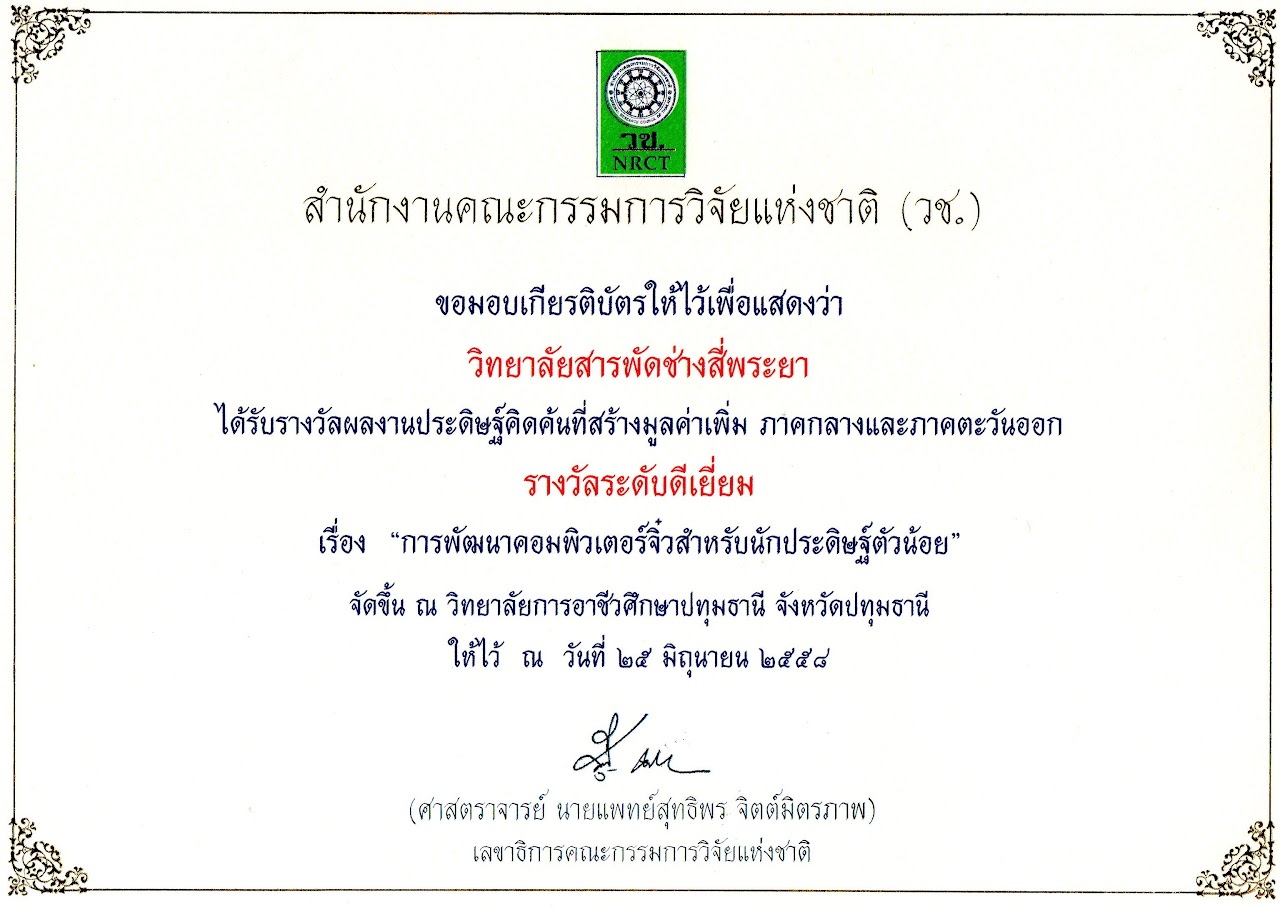 วช.
NRCT
สำนักงานคณะกรรมการวิจัยแห่งชาติ (วช.)
ขอมอบเกียรติบัตรให้ไว้เพื่อแสดงว่า
วิทยาลัยสารพัดช่างสี่พระยา
ได้รับรางวัลผลงานประดิษฐ์คิดค้นที่สร้างมูลค่าเพิ่ม ภาคกลางและภาคตะวันออก
รางวัลระดับดีเยี่ยม
เรื่อง “การพัฒนาคอมพิวเตอร์จิ๋วสำหรับนักประดิษฐ์ตัวน้อย”
จัดขึ้น ณ วิทยาลัยการอาชีวศึกษาปทุมธานี จังหวัดปทุมธานี
ให้ไว้ ณ วันที่ ๒๕ มิถุนายน ๒๕๕๘
(ศาสตราจารย์ นายแพทย์สุทธิพร จิตต์มิตรภาพ)
เลขาธิการคณะกรรมการวิจัยแห่งชาติ